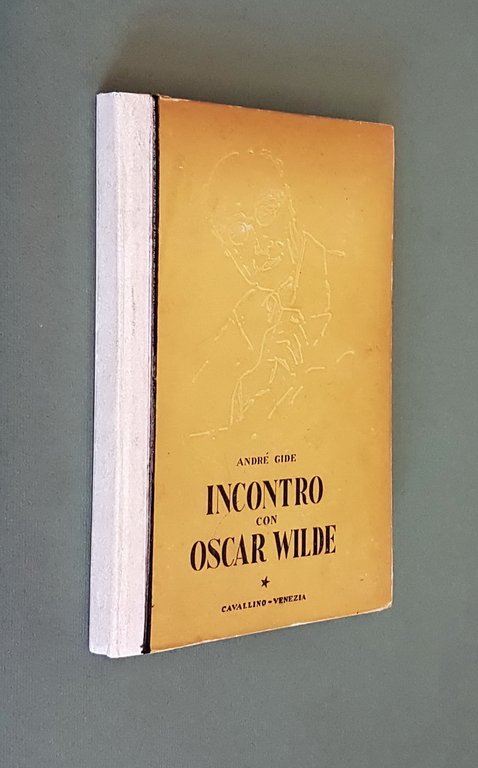 ANDRÉ GIDE
INCONTRO
CON
OSCAR WILDE
CAVALLINO - VENEZIA